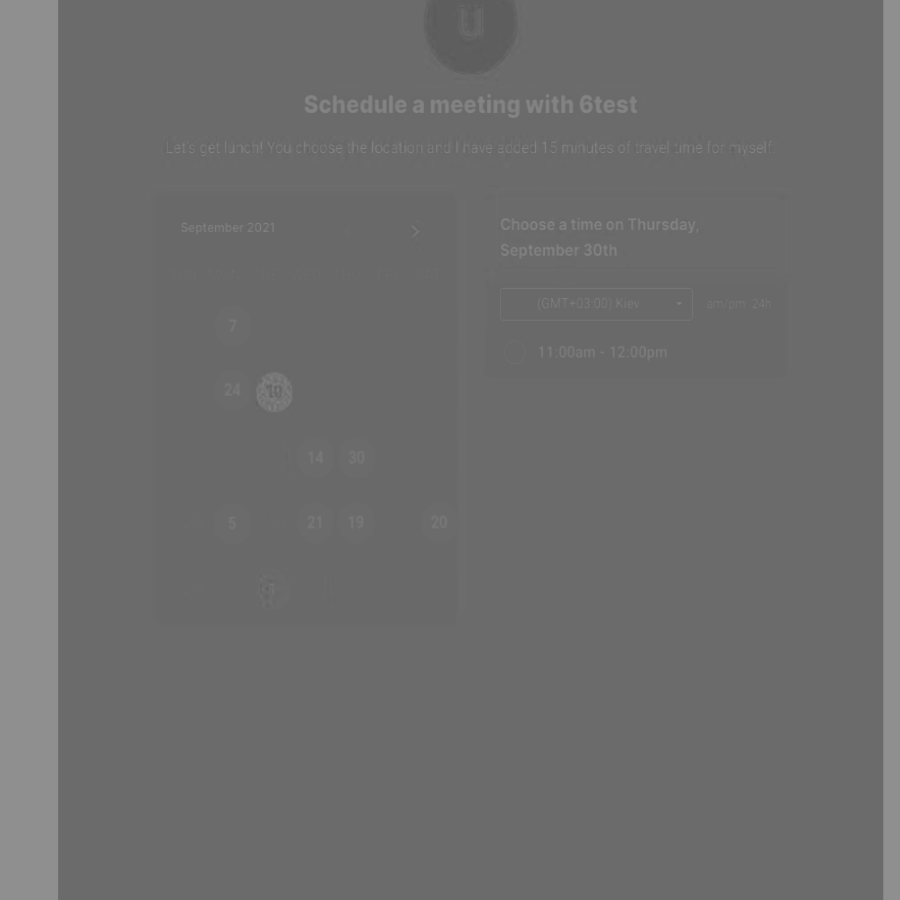 u
Schedule a meeting with 6test
Let's get lunch! You choose the location and I have added 15 minutes of travel time for myself.
September 2021
7
24
14 30
5 21 19 20
Choose a time on Thursday,
September 30th
(GMT+03:00) Kiev am/pm 24h
11:00am - 12:00pm